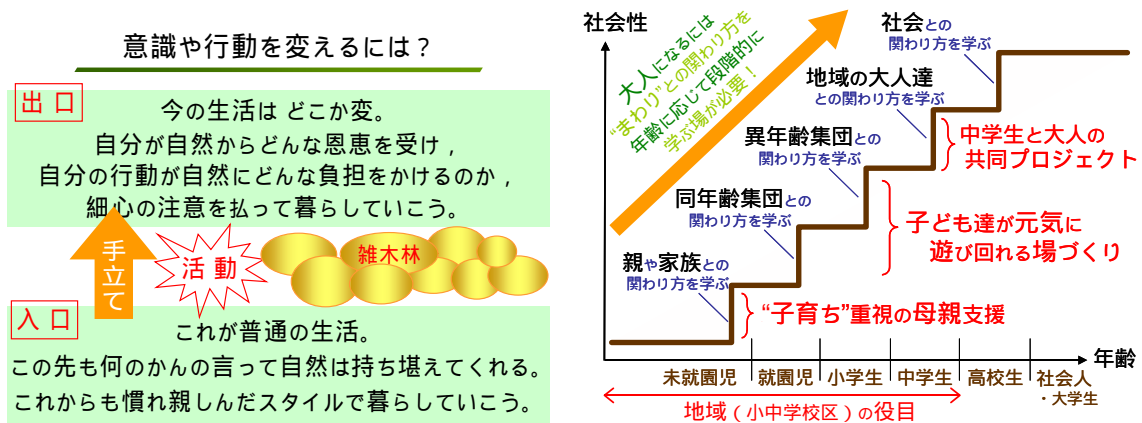 意識や行動を変えるには？
出 口
今の生活は どこか変。
自分が自然からどんな恩恵を受け，
自分の行動が自然にどんな負担をかけるのか，
細心の注意を払って暮らしていこう。
手立て
活 動
雑木林
入 口
これが普通の生活。
この先も何のかんの言って自然は持ち堪えてくれる。
これからも慣れ親しんだスタイルで暮らしていこう。
社会性
大人になるには
“まわり”との関わり方を
年齢に応じて段階的に
学ぶ場が必要！
社会との
関わり方を学ぶ
地域の大人達
との関わり方を学ぶ
異年齢集団との
関わり方を学ぶ
同年齢集団との
関わり方を学ぶ
親や家族との
関わり方を学ぶ
中学生と大人の
共同プロジェクト
子ども達が元気に
遊び回れる場づくり
“子育ち”重視の母親支援
年齢
未就園児
就園児
小学生
中学生
高校生
社会人
・大学生
地域（小中学校区）の役目